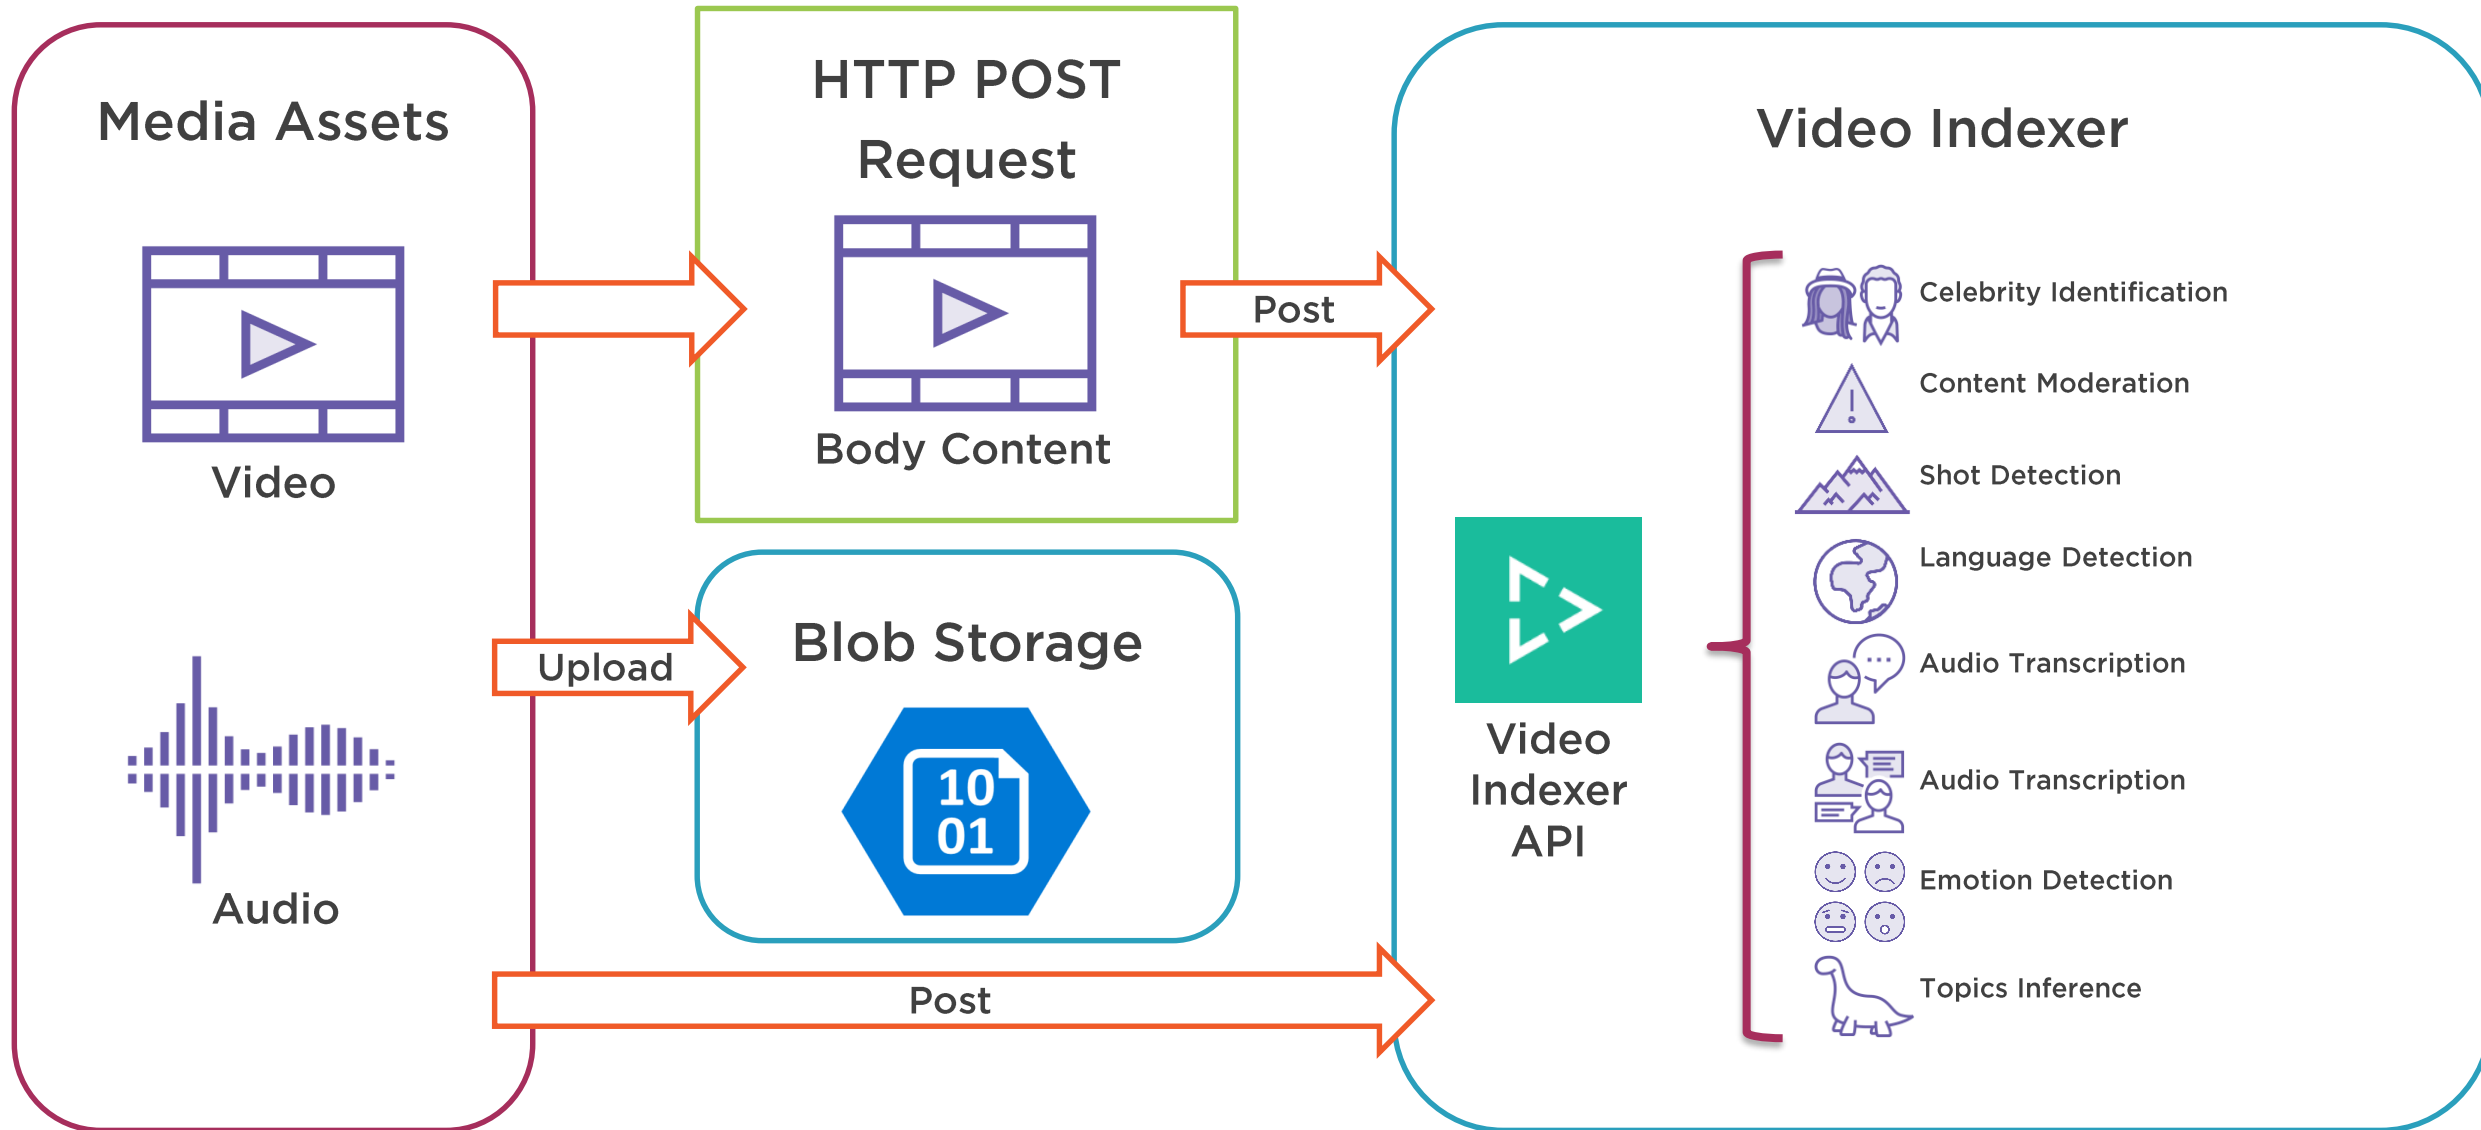 Media Assets
Video
Audio
HTTP POST
Request
Body Content
Post
Upload
Blob Storage
10
01
Post
Video Indexer
Video
Indexer
API
Celebrity Identification
Content Moderation
Shot Detection
Language Detection
Audio Transcription
Audio Transcription
Emotion Detection
Topics Inference